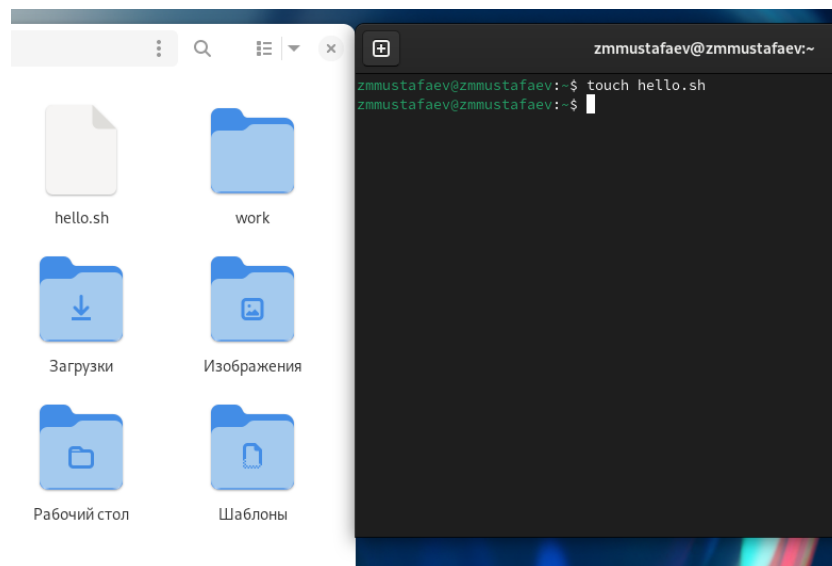 hello.sh
work
Загрузки
Изображения
Рабочий стол
Шаблоны
zmmustafaev@zmmustafaev:~
zmmustafaev@zmmustafaev:~$ touch hello.sh
zmmustafaev@zmmustafaev:~$